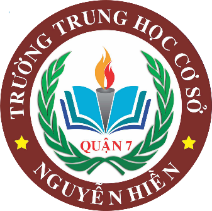 TRƯỜNG TRUNG HỌC CƠ SỞ
QUẬN 7
NGUYỄN HIỀN